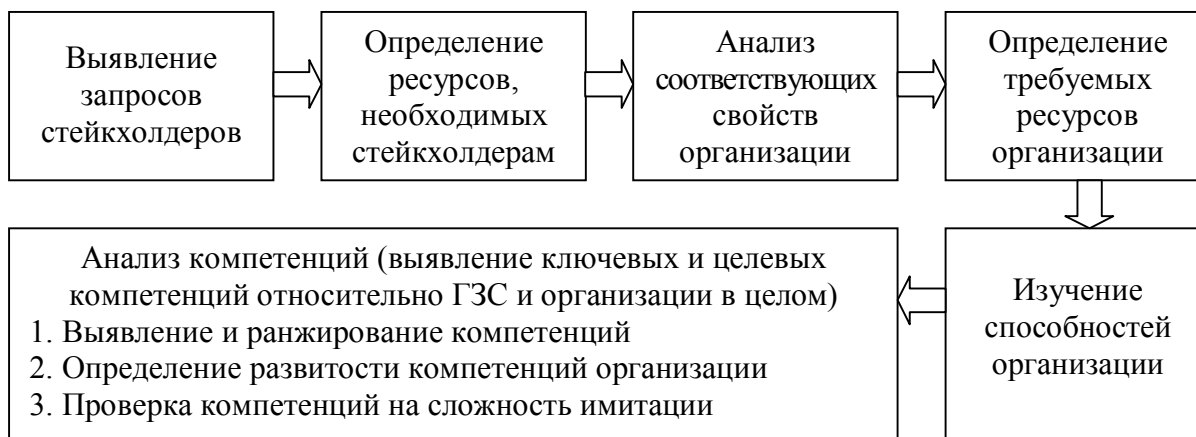 Выявление
запросов
стейкхолдеров
Определение
ресурсов,
необходимых
стейкхолдерам
Анализ
соответствующих
свойств
организации
Определение
требуемых
ресурсов
организации
Изучение
способностей
организации
Анализ компетенций (выявление ключевых и целевых
компетенций относительно ГЗС и организации в целом)
1. Выявление и ранжирование компетенций
2. Определение развитости компетенций организации
3. Проверка компетенций на сложность имитации